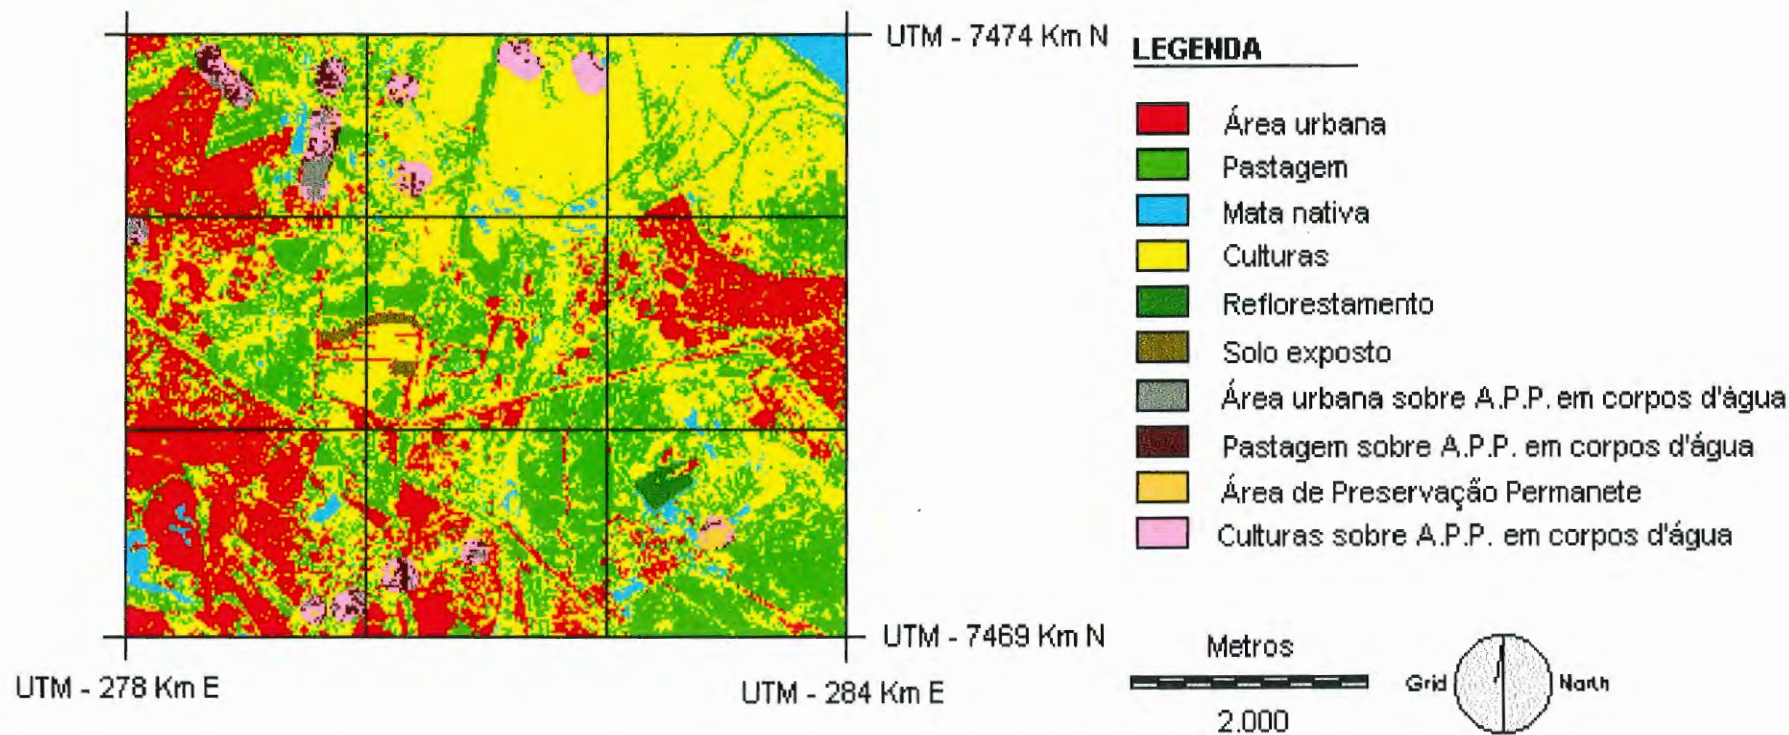 UTM - 7474 Km N
LEGENDA
Área urbana
Pastagem
Mata nativa
Culturas
Reflorestamento
Solo exposto
Área urbana sobre A.P.P. em corpos d'água
Pastagem sobre A.P.P. em corpos d'água
Área de Preservação Permanete
Culturas sobre A.P.P. em corpos d'água
UTM - 7469 Km N
UTM - 278 Km E
UTM - 284 Km E
Metros
2.000
Grid North